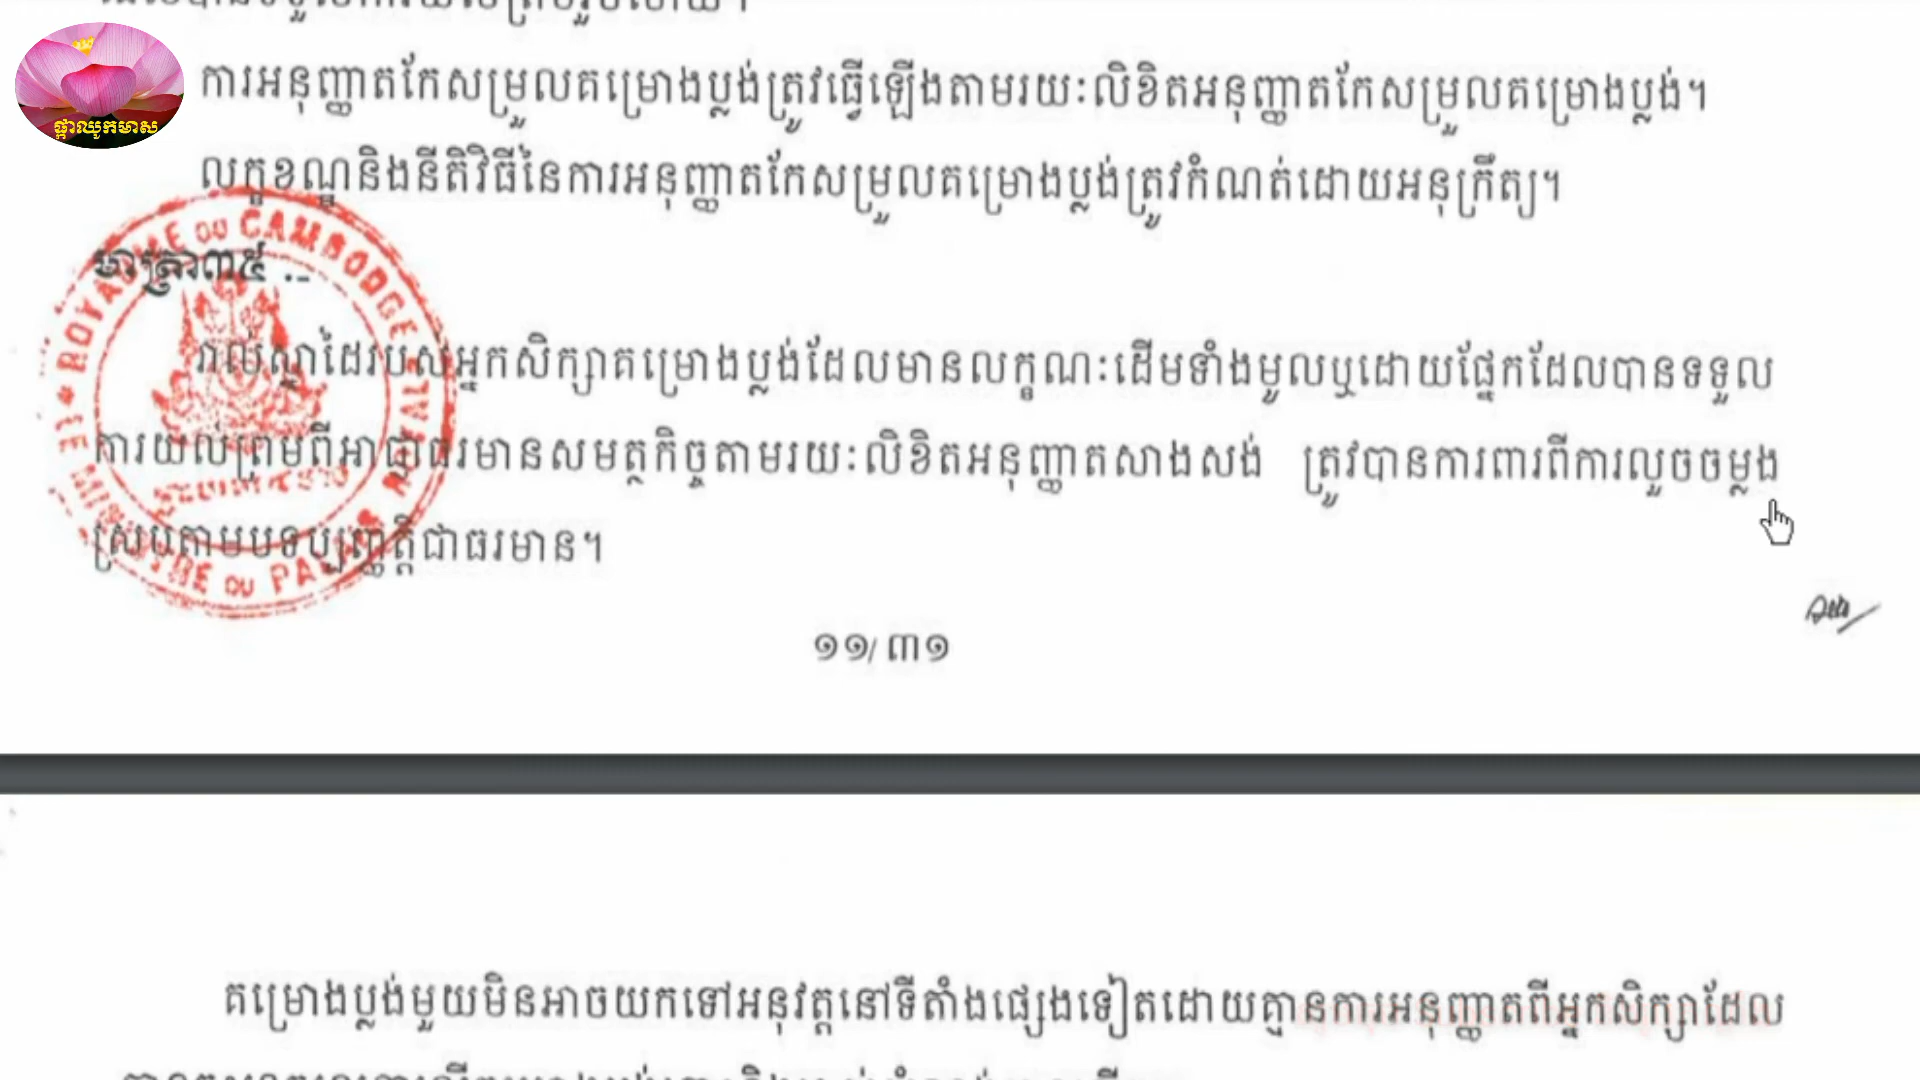 ផ្កាឈូកមាស
ការអនុញ្ញាតកែសម្រួលគម្រោងប្លង់ត្រូវធ្វើឡើងតាមរយៈលិខិតអនុញ្ញាតកែសម្រួលគម្រោងប្លង់។
លក្ខខណ្ឌនិងនីតិវិធីនៃការអនុញ្ញាតកែសម្រួលគម្រោងប្លង់ត្រូវកំណត់ដោយអនុក្រឹត្យ។
មាត្រា៣៥ .-
រាល់ស្នាដៃរបស់អ្នកសិក្សាគម្រោងប្លង់ដែលមានលក្ខណៈដើមទាំងមូលឬដោយផ្នែកដែលបានទទួល
ការយល់ព្រមពីអាជ្ញាធរមានសមត្ថកិច្ចតាមរយៈលិខិតអនុញ្ញាតសាងសង់ ត្រូវបានការពារពីការលួចចម្លង
ស្របតាមបទប្បញ្ញត្តិជាធរមាន។
ROYAUME DU CAMBODGE
១១/ ៣១
គម្រោងប្លង់មួយមិនអាចយកទៅអនុវត្តនៅទីតាំងផ្សេងទៀតដោយគ្មានការអនុញ្ញាតពីអ្នកសិក្សាដែល